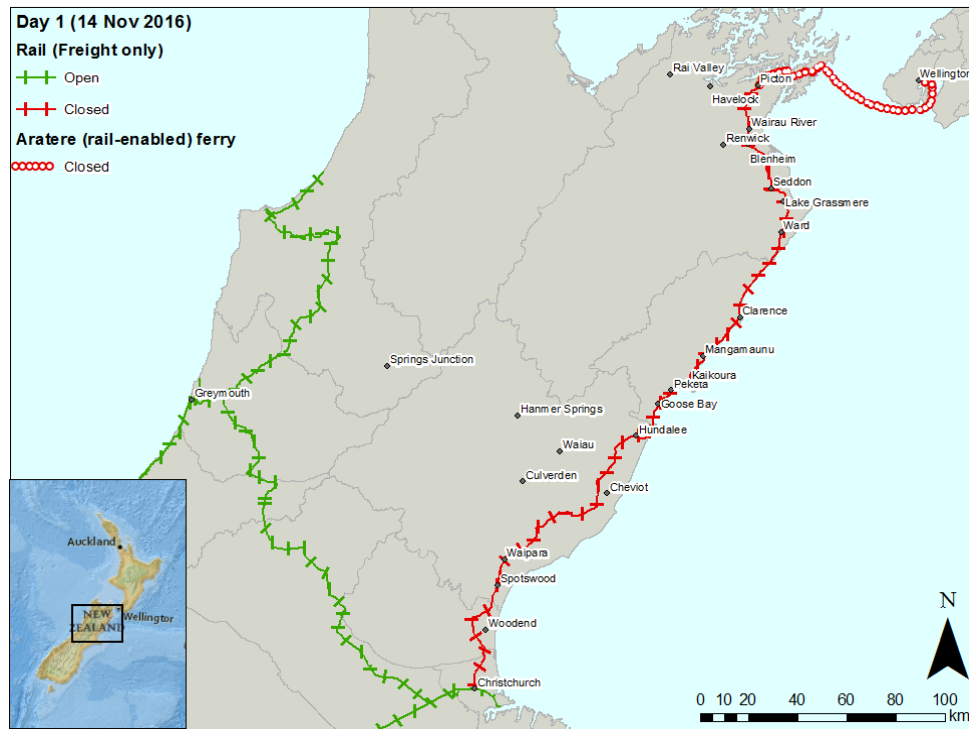 Day 1 (14 Nov 2016)
Rail (Freight only)
Open
Closed
Aratere (rail-enabled) ferry
Closed
Rai Valley
Picton
Wellington
Havelock
Wairau River
Renwick
Blenheim
Seddon
Lake Grassmere
Ward
Clarence
Mangamaunu
Springs Junction
Kaikoura
Peketa
Greymouth
Goose Bay
Hanmer Springs
Hundalee
Waiau
Culverden
Cheviot
Auckland
Waipara
Spotswood
Wellington
NEW
ZEALAND
Woodend
N
Christchurch
0 10 20 40 60 80 100
km